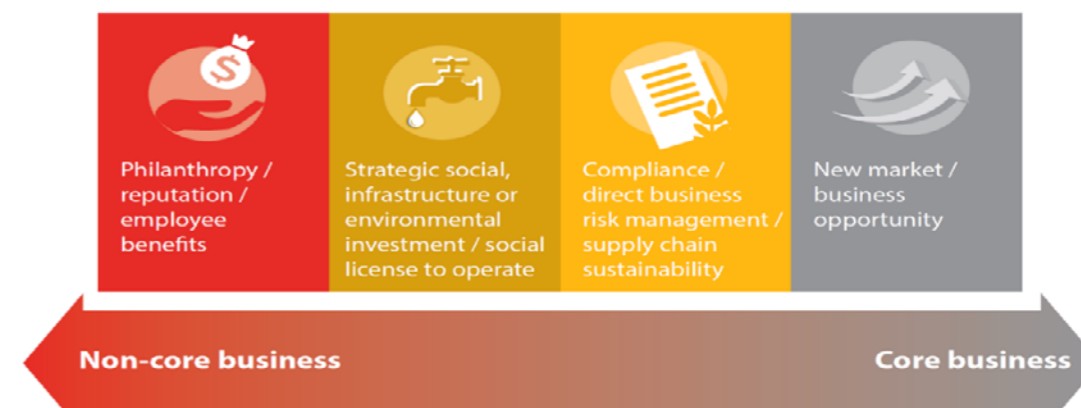 $
Philanthropy /
reputation /
employee
benefits
Strategic social,
infrastructure or
environmental
investment / social
license to operate
Compliance /
direct business
risk management /
supply chain
sustainability
New market /
business
opportunity
Non-core business
Core business